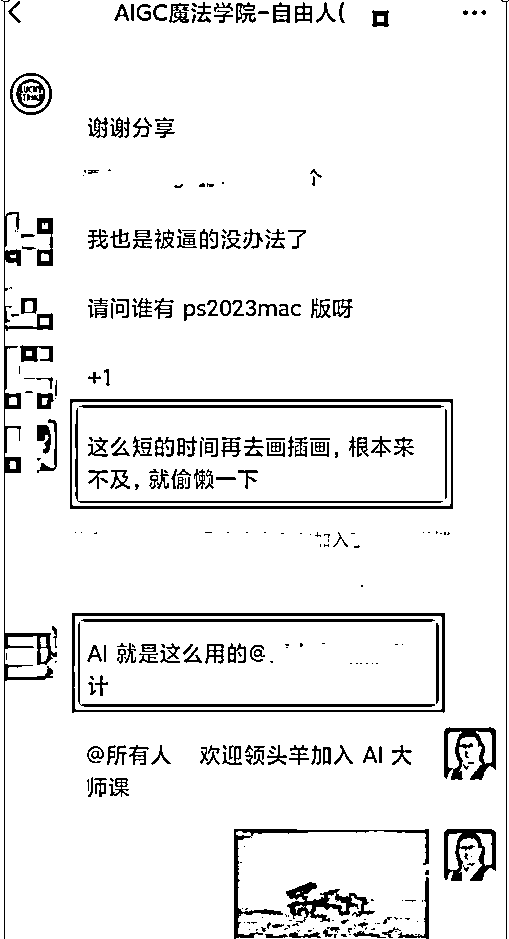 AIGC魔法学院-自由人(
谢谢分享
个
我也是被逼的没办法了
请问谁有 ps2023mac 版呀
+1
这么短的时间再去画插画，根本来
不及，就偷懒一下
加入了
AI 就是这么用的@
计
@所有人 欢迎领头羊加入 AI 大
师课